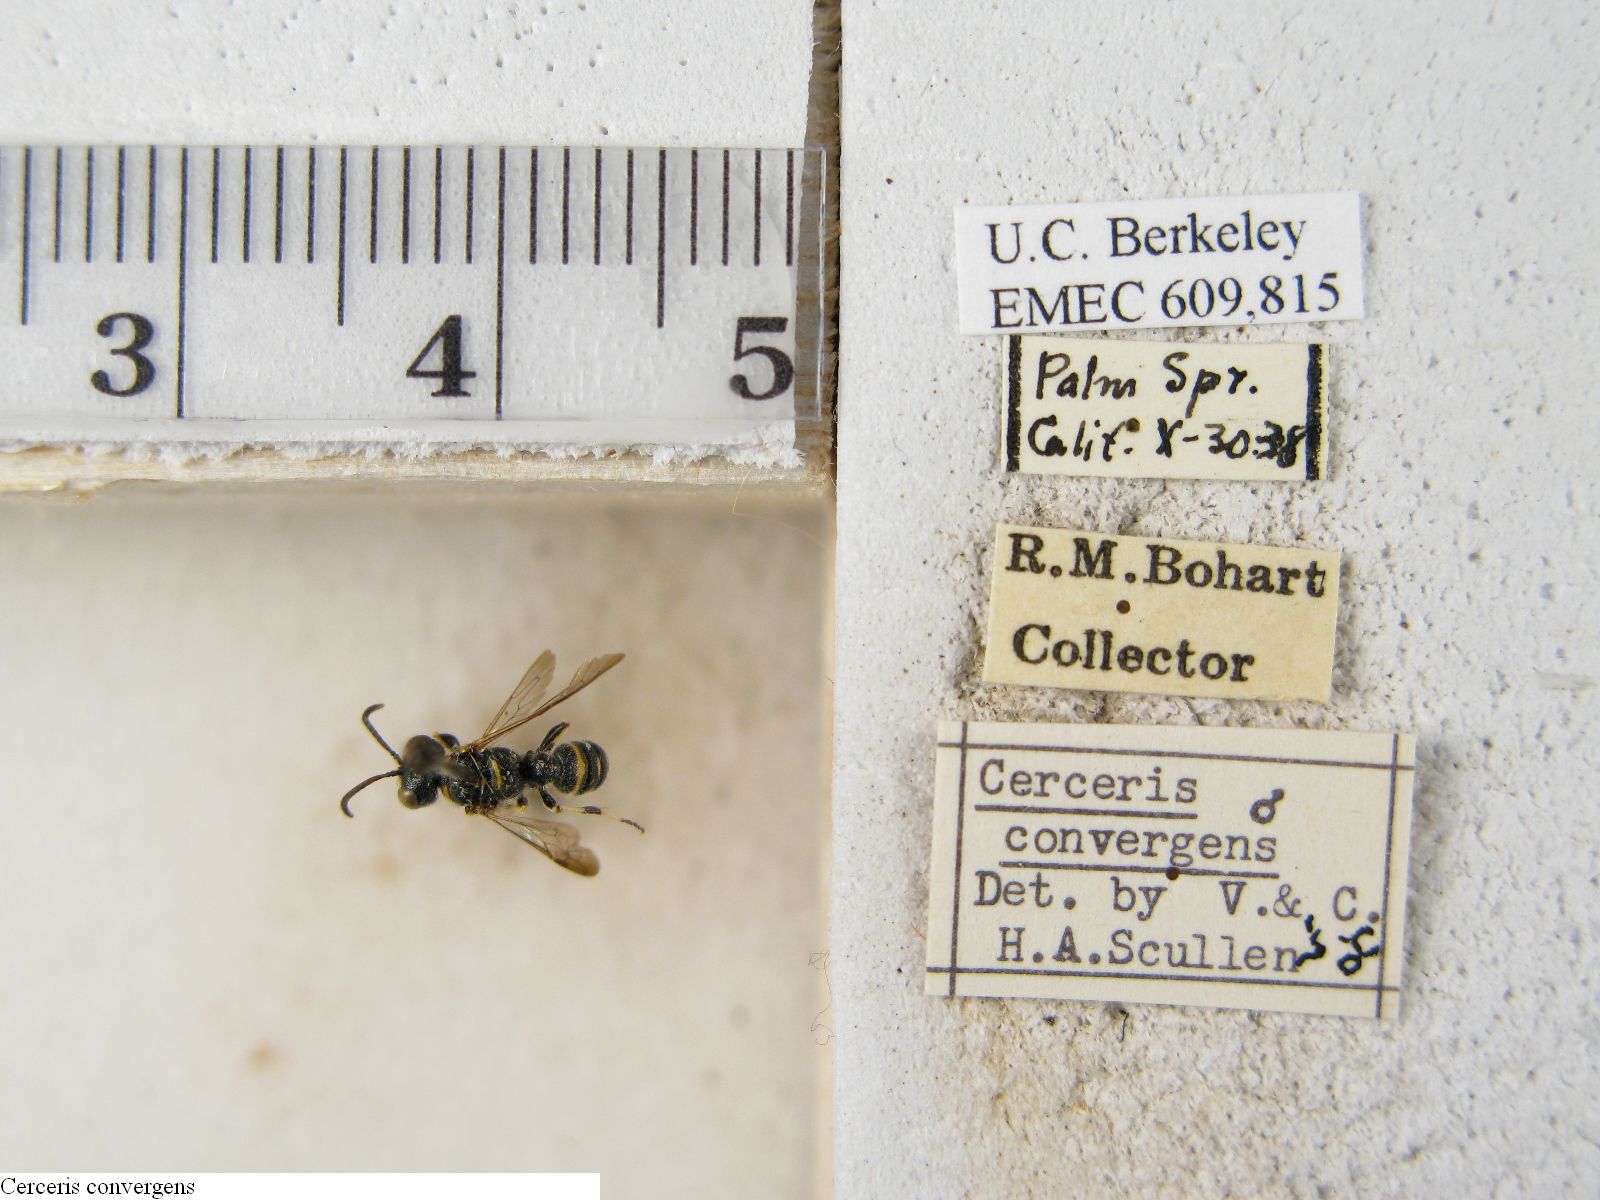 3 4 5
U.C. Berkeley
EMEC 609,815
Palm Spr.
Calif. X-30-38
R.M.Bohart
Collector
Cerceris ♂
convergens
Det. by V.& C.
H.A.Scullen
Cerceris convergens